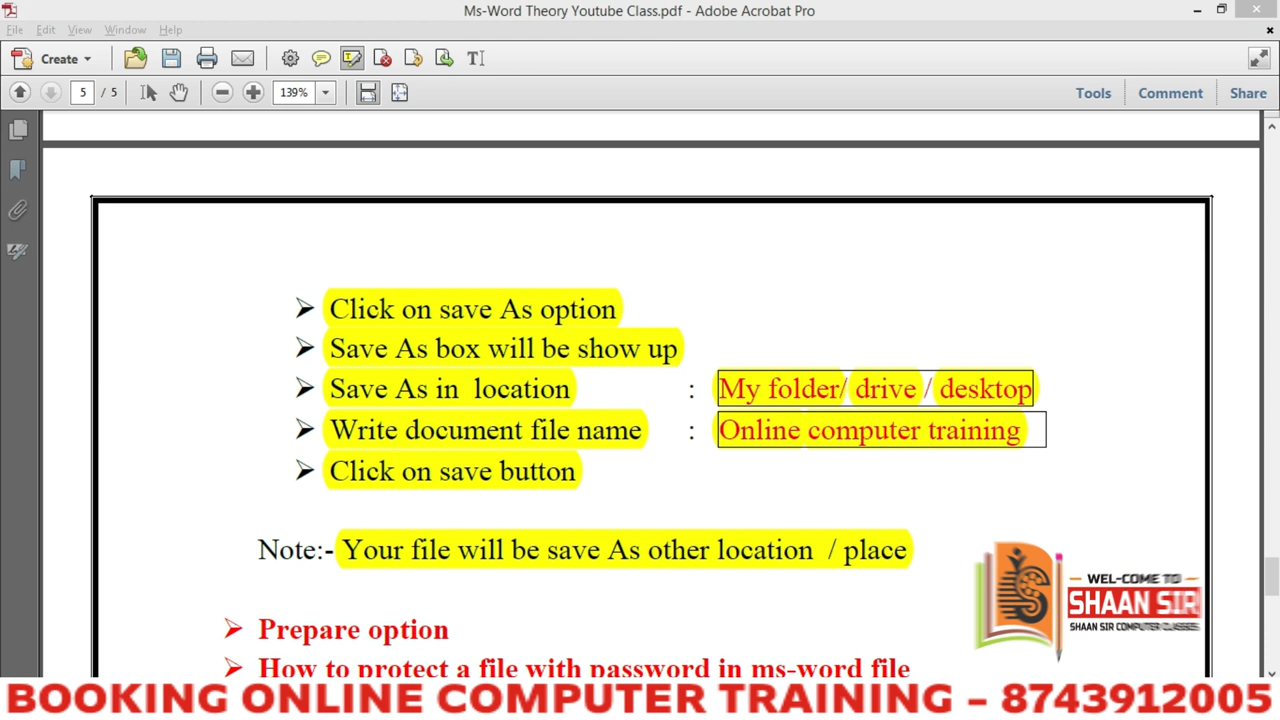 Ms-Word Theory Youtube Class.pdf - Adobe Acrobat Pro
File Edit View Window Help
Create
5 / 5 139% Tools Comment Share
Click on save As option
Save As box will be show up
Save As in location : My folder/ drive / desktop
Write document file name : Online computer training
Click on save button
Note:- Your file will be save As other location / place
WEL-COME TO
SHAAN SIR
SHAAN SIR COMPUTER CLASSES
Prepare option
How to protect a file with password in ms-word file
BOOKING ONLINE COMPUTER TRAINING – 8743912005